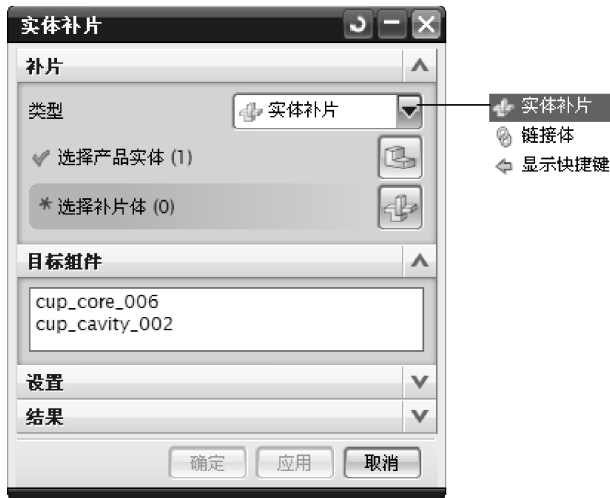 实体补片
补片
类型
实体补片
选择产品实体 (1)
* 选择补片体 (0)
目标组件
cup_core_006
cup_cavity_002
设置
结果
确定
应用
取消
实体补片
链接体
显示快捷键